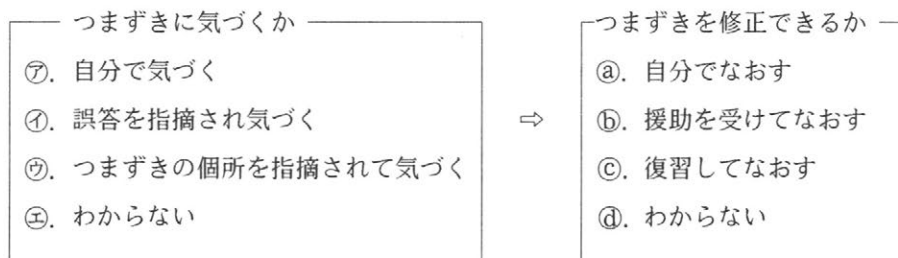 つまずきに気づくか
㋐. 自分で気づく
㋑. 誤答を指摘され気づく
㋒. つまずきの個所を指摘されて気づく
㋓. わからない
⇨
つまずきを修正できるか
ⓐ. 自分でなおす
ⓑ. 援助を受けてなおす
ⓒ. 復習してなおす
ⓓ. わからない